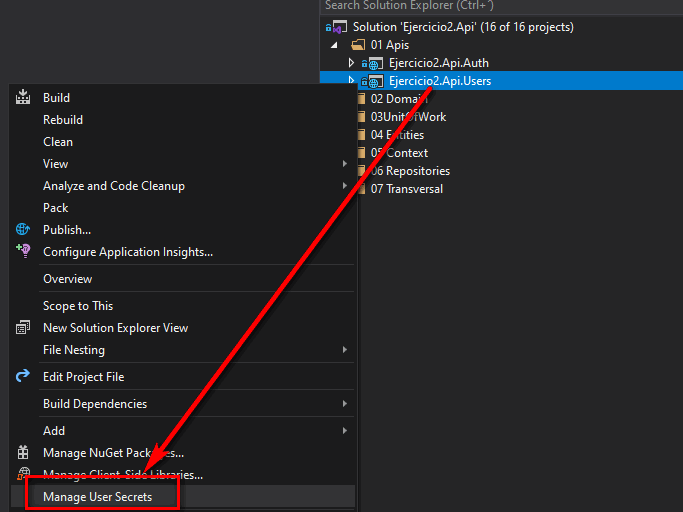 Search Solution Explorer (Ctrl+´)
Solution 'Ejercicio2.Api' (16 of 16 projects)
01 Apis
Ejercicio2.Api.Auth
Ejercicio2.Api.Users
02 Domain
03UnitOfWork
04 Entities
05 Context
06 Repositories
07 Transversal
Build
Rebuild
Clean
View
Analyze and Code Cleanup
Pack
Publish...
Configure Application Insights...
Overview
Scope to This
New Solution Explorer View
File Nesting
Edit Project File
Build Dependencies
Add
Manage NuGet Packages...
Manage Client-Side Libraries...
Manage User Secrets